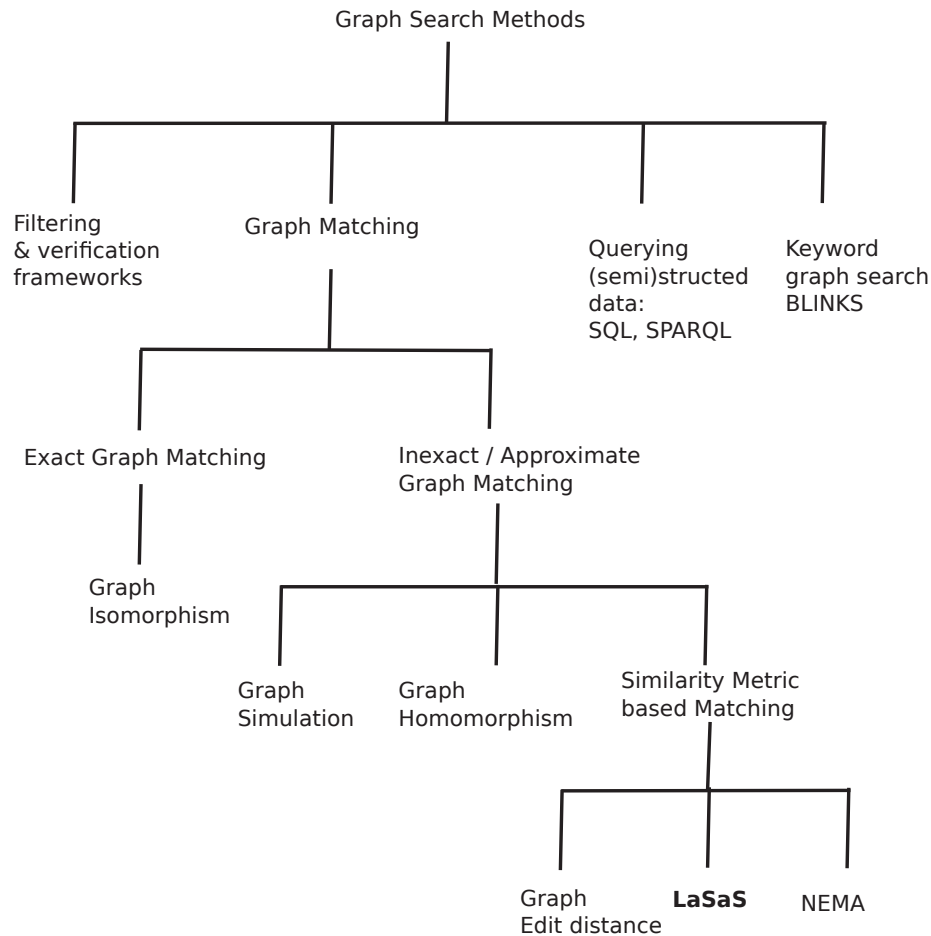 Graph Search Methods
Filtering
& verification
frameworks
Graph Matching
Querying
(semi)structed
data:
SQL, SPARQL
Keyword
graph search
BLINKS
Exact Graph Matching
Inexact / Approximate
Graph Matching
Graph
Isomorphism
Graph
Simulation
Graph
Homomorphism
Similarity Metric
based Matching
Graph
Edit distance
LaSaS
NEMA